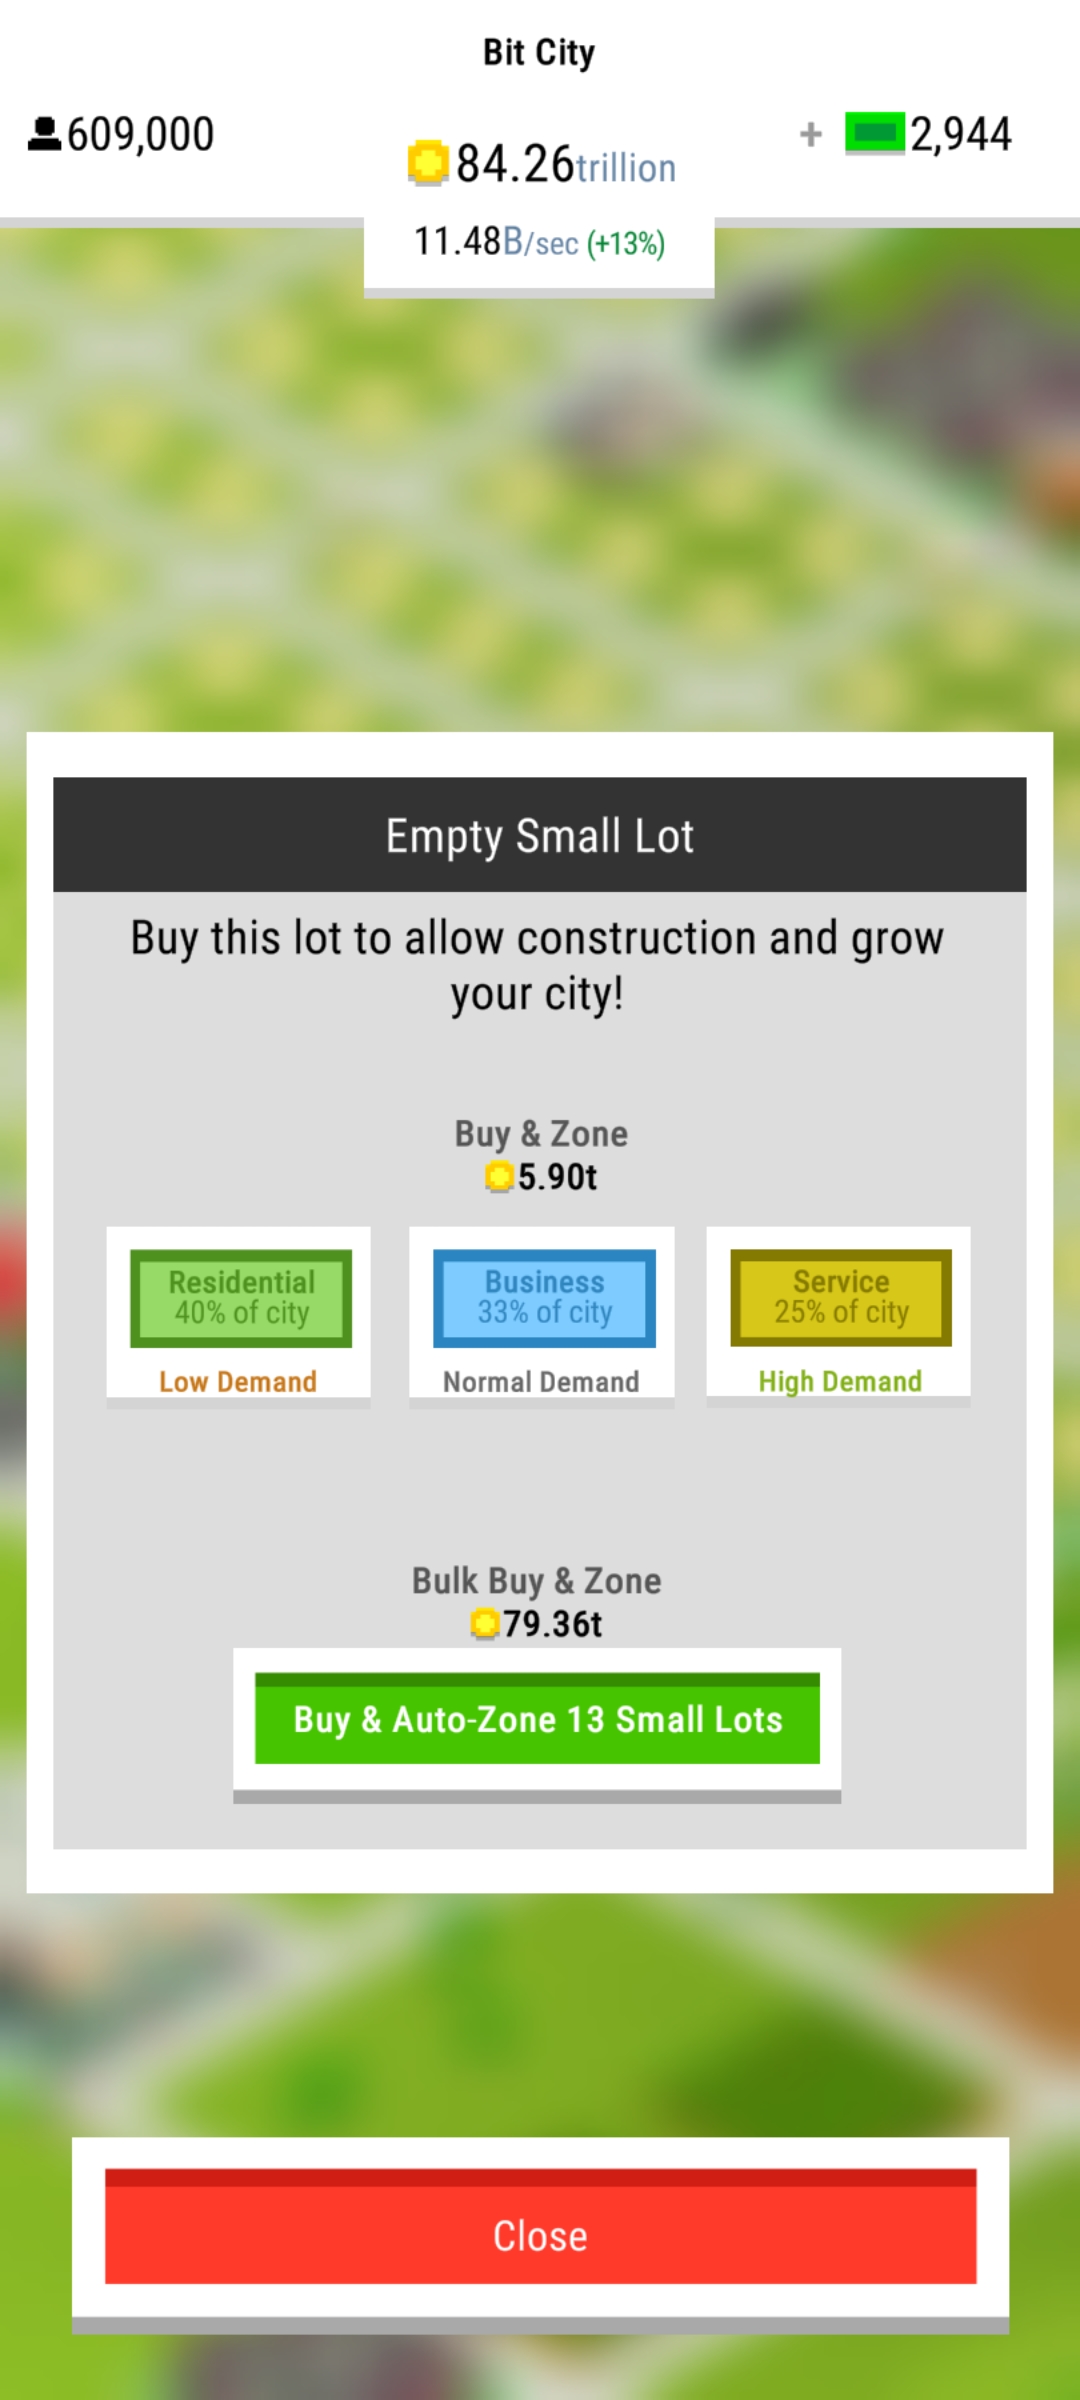 Bit City
609,000
84.26trillion
+ 2,944
11.48B/sec (+13%)
Empty Small Lot
Buy this lot to allow construction and grow
your city!
Buy & Zone
5.90t
Residential
40% of city
Low Demand
Business
33% of city
Normal Demand
Service
25% of city
High Demand
Bulk Buy & Zone
79.36t
Buy & Auto-Zone 13 Small Lots
Close